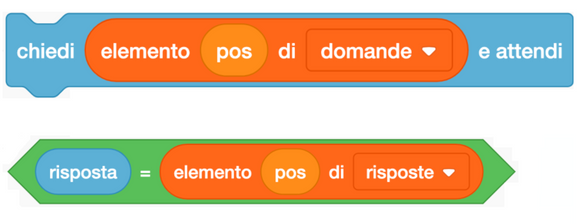 chiedi elemento pos di domande e attendi
risposta = elemento pos di risposte